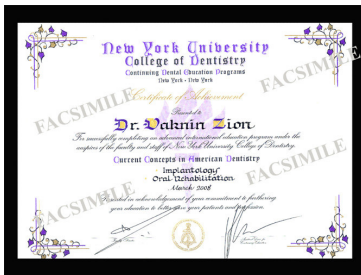 New York University
College of Dentistry
Continuing Dental Education Programs
New York - New York
FACSIMILE
Certificate of Achievement
FACSIMILE
Presented to
Dr. Vaknin Zion
For successfully completing an advanced international education program under the
auspices of the faculty and staff of New York University College of Dentistry
Current Concepts in American Dentistry
Implantology
Oral Rehabilitation
March 2008
FACSIMILE
FACSIMILE
Presented in acknowledgement of your commitment to furthering
your education to better serve your patients and profession.